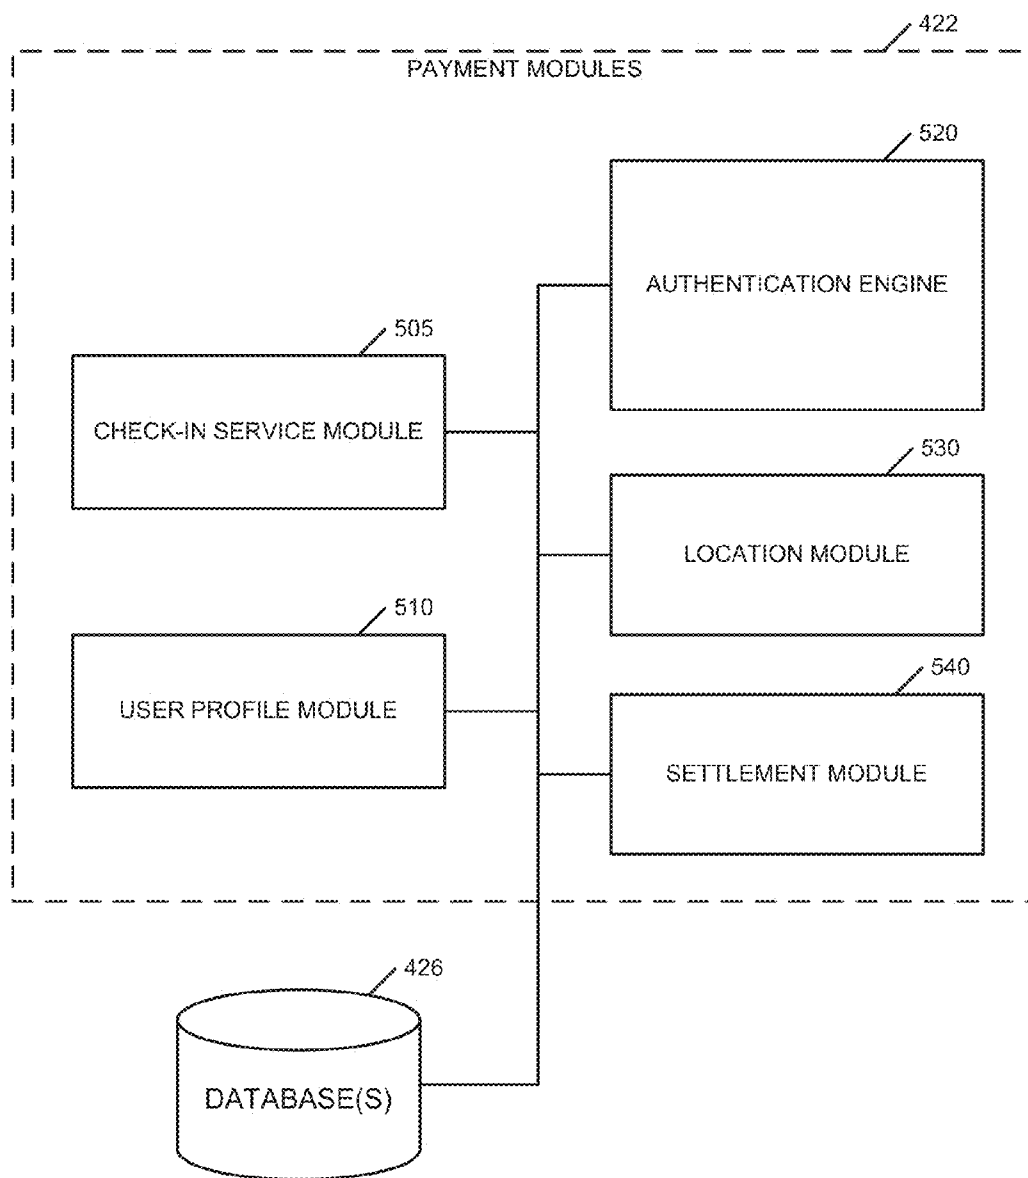 422
PAYMENT MODULES
520
AUTHENTICATION ENGINE
505
CHECK-IN SERVICE MODULE
530
LOCATION MODULE
510
USER PROFILE MODULE
540
SETTLEMENT MODULE
426
DATABASE(S)